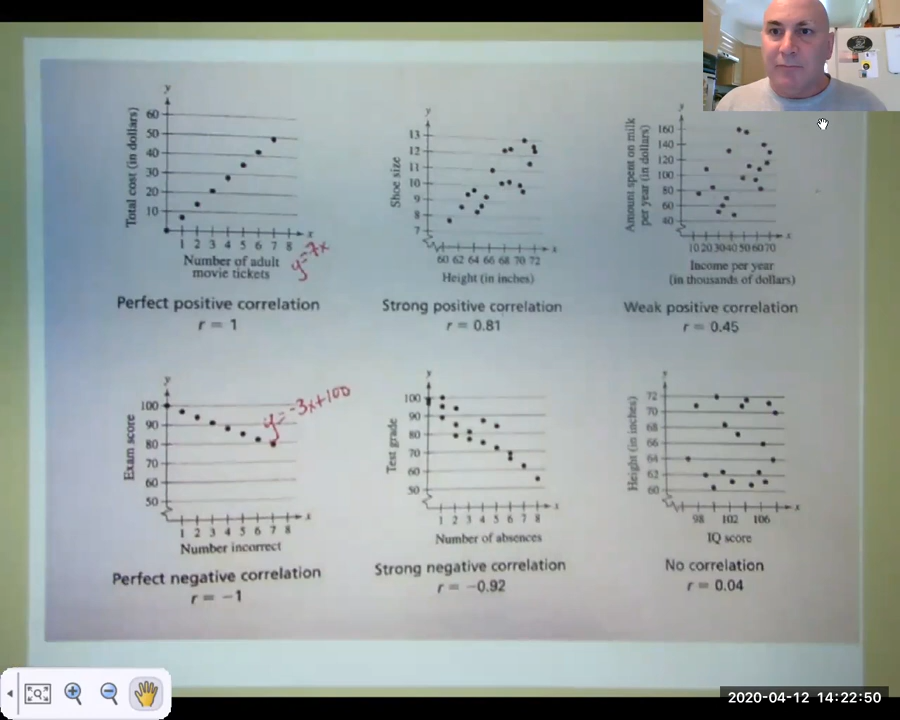 y
60
50
40
30
20
10
Total cost (in dollars)
1 2 3 4 5 6 7 8 x
Number of adult
movie tickets
y=7x
Perfect positive correlation
r = 1
y
13
12
11
10
9
8
7
Shoe size
60 62 64 66 68 70 72
x
Height (in inches)
Strong positive correlation
r = 0.81
y
160
140
120
100
80
60
40
Amount spent on milk
per year (in dollars)
10 20 30 40 50 60 70
x
Income per year
(in thousands of dollars)
Weak positive correlation
r = 0.45
y
100
90
80
70
60
50
Exam score
1 2 3 4 5 6 7 8
x
Number incorrect
y=-3x+100
Perfect negative correlation
r = −1
y
100
90
80
70
60
50
Test grade
1 2 3 4 5 6 7 8
x
Number of absences
Strong negative correlation
r = −0.92
y
72
70
68
66
64
62
60
Height (in inches)
98 102 106
x
IQ score
No correlation
r = 0.04
2020-04-12 14:22:50